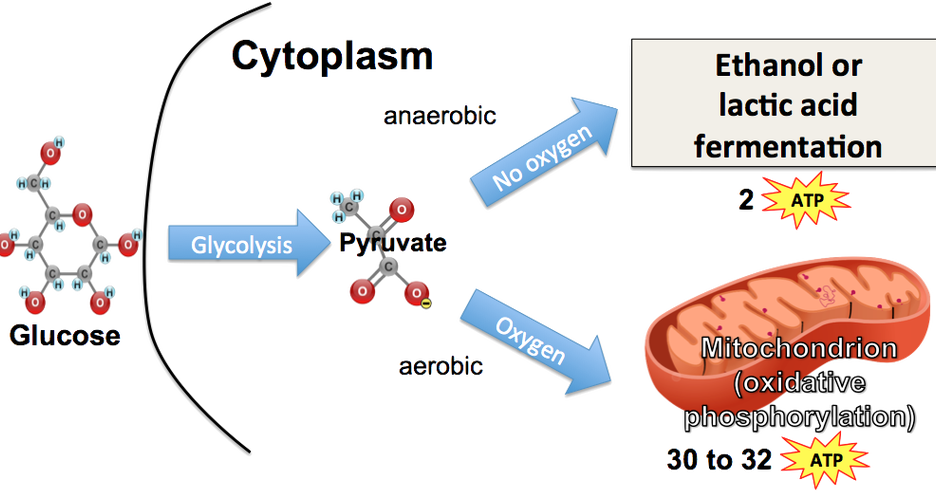 Cytoplasm
Glucose
Glycolysis
Pyruvate
anaerobic
No oxygen
Ethanol or
lactic acid
fermentation
2 ATP
aerobic
Oxygen
Mitochondrion
(oxidative
phosphorylation)
30 to 32 ATP
H
O
H C H
C O
O C C O H
H H
C C
H H
H H
O O
H H
C O
H
C
C
O O